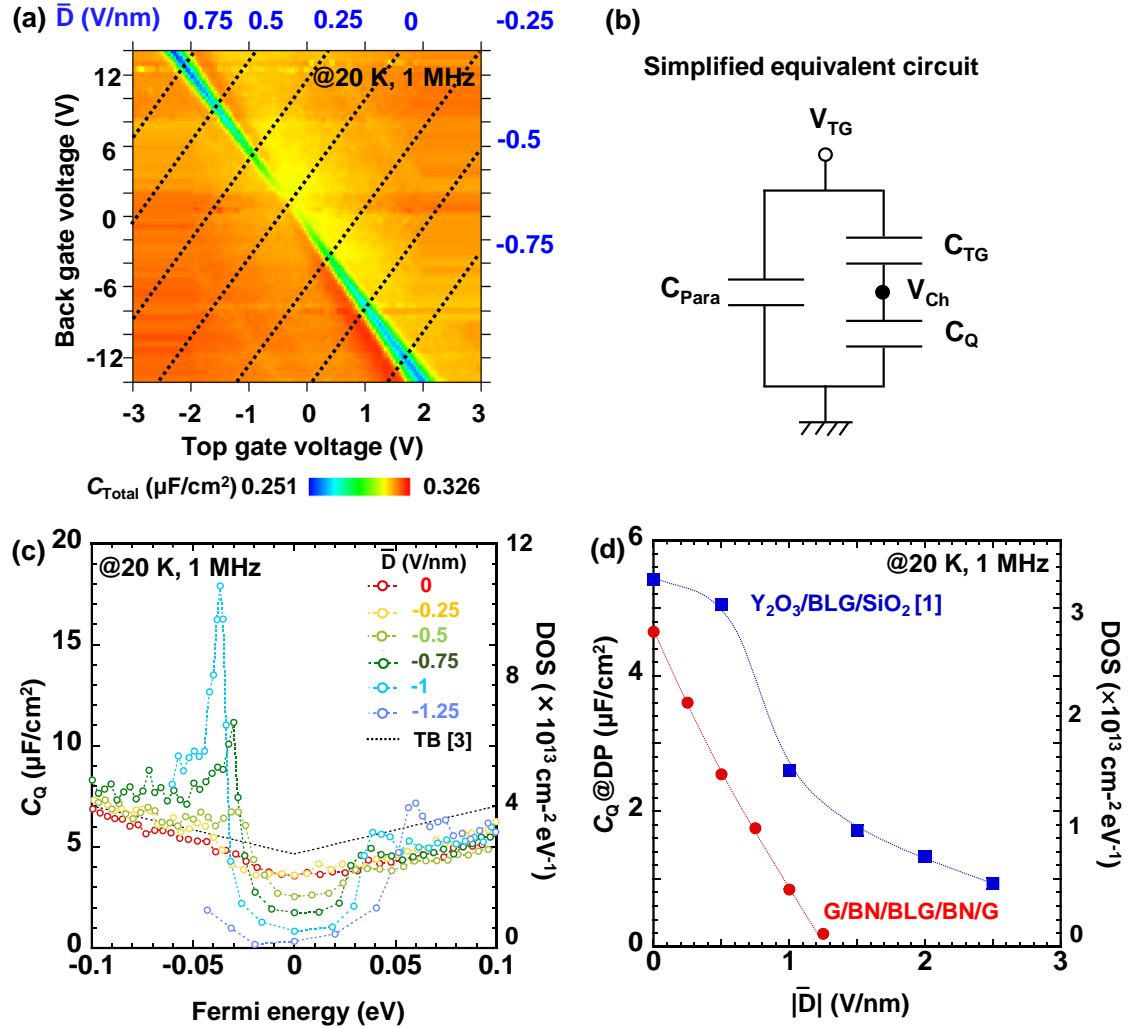 (a)
D̅ (V/nm) 0.75 0.5 0.25 0 -0.25
@20 K, 1 MHz
12
6
0
-6
-12
Back gate voltage (V)
-0.5
-0.75
-3 -2 -1 0 1 2 3
Top gate voltage (V)
C_Total (µF/cm²) 0.251 0.326
(b)
Simplified equivalent circuit
V_TG
C_Para
C_TG
V_Ch
C_Q
(c)
@20 K, 1 MHz
20
15
10
5
0
C_Q (µF/cm²)
D̅ (V/nm)
0
-0.25
-0.5
-0.75
-1
-1.25
TB [3]
12
8
4
0
DOS (×10¹³ cm-² eV⁻¹)
-0.1 -0.05 0 0.05 0.1
Fermi energy (eV)
(d)
@20 K, 1 MHz
6
4
2
0
C_Q@DP (µF/cm²)
Y₂O₃/BLG/SiO₂ [1]
G/BN/BLG/BN/G
3
2
1
0
DOS (×10¹³ cm-² eV⁻¹)
0 1 2 3
|D̅| (V/nm)